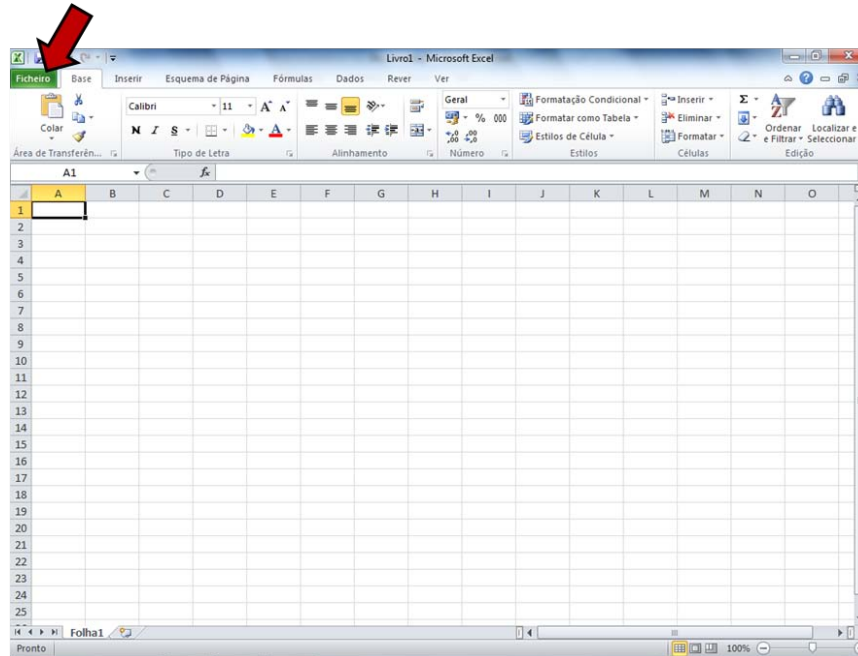 Livro1 - Microsoft Excel
Ficheiro Base Inserir Esquema de Página Fórmulas Dados Rever Ver
Calibri 11 A A Geral Formatação Condicional Inserir Σ
Colar N I S A % 000 Formatar como Tabela Eliminar Ordenar e Filtrar Localizar e Seleccionar
,00 ,00 Estilos de Célula Formatar
Área de Transferên... Tipo de Letra Alinhamento Número Estilos Células Edição
A1 fx
A B C D E F G H I J K L M N O
1
2
3
4
5
6
7
8
9
10
11
12
13
14
15
16
17
18
19
20
21
22
23
24
25
Folha1
Pronto 100%